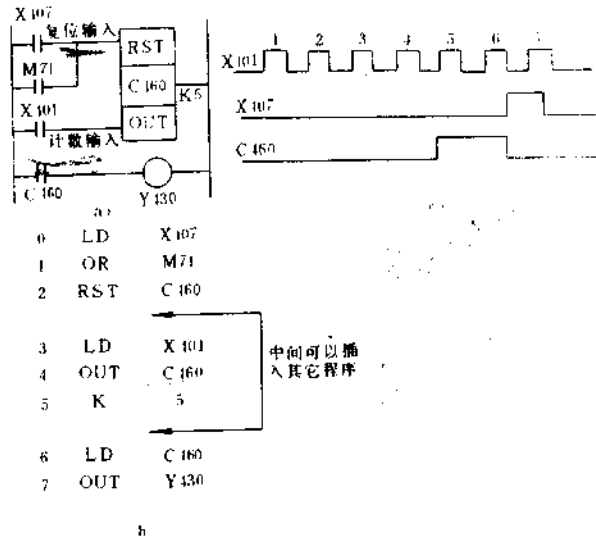 X407
复位输入
RST
M71
C460
K5
X401
OUT
计数输入
C460
Y430
a)
1 2 3 4 5 6 7
X401
X407
C460
0 LD X407
1 OR M71
2 RST C460
3 LD X401
4 OUT C460
5 K 5
中间可以插
入其它程序
6 LD C460
7 OUT Y430
b